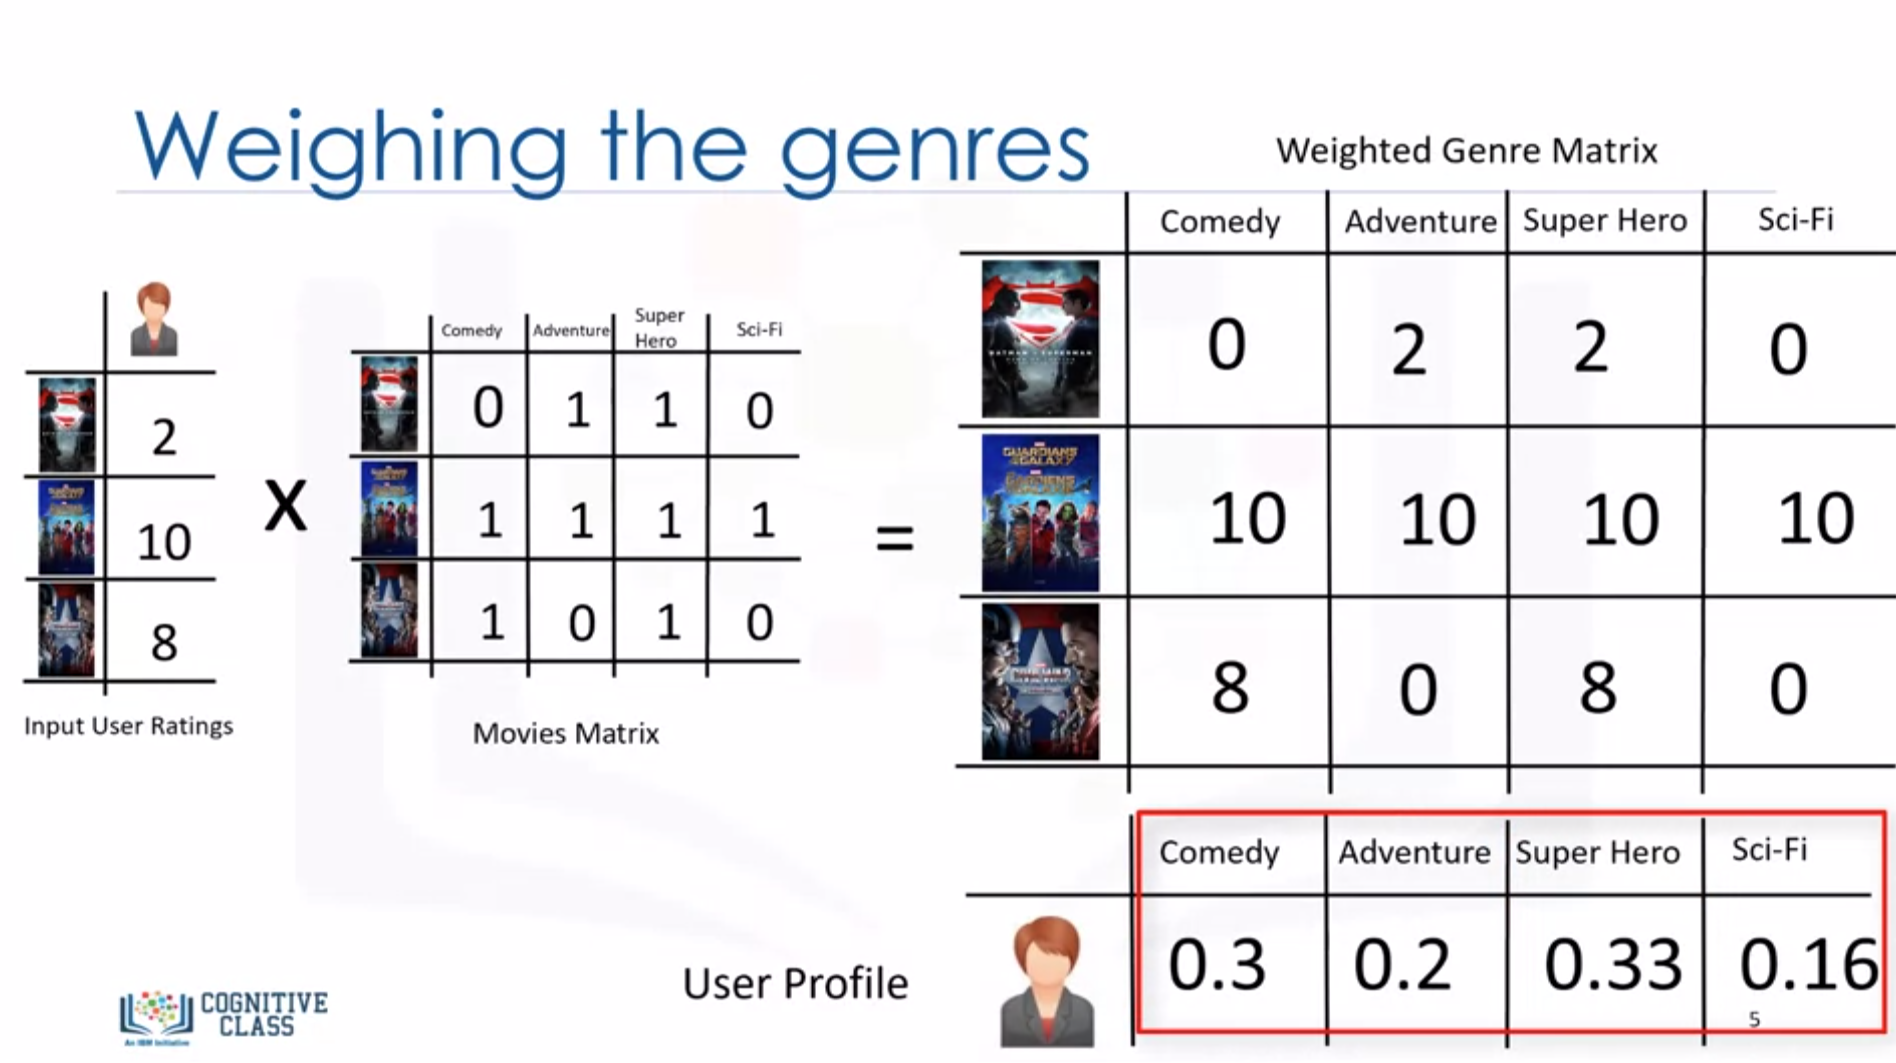 Weighing the genres
Weighted Genre Matrix
Comedy Adventure Super Hero Sci-Fi
0 2 2 0
10 10 10 10
8 0 8 0
2
10
8
Input User Ratings
X
Comedy Adventure Super Hero Sci-Fi
0 1 1 0
1 1 1 1
1 0 1 0
Movies Matrix
=
BATMAN v SUPERMAN
GUARDIANS
GALAXY
CIVIL WAR
User Profile
Comedy Adventure Super Hero Sci-Fi
0.3 0.2 0.33 0.16
5
COGNITIVE
CLASS
An IBM Initiative